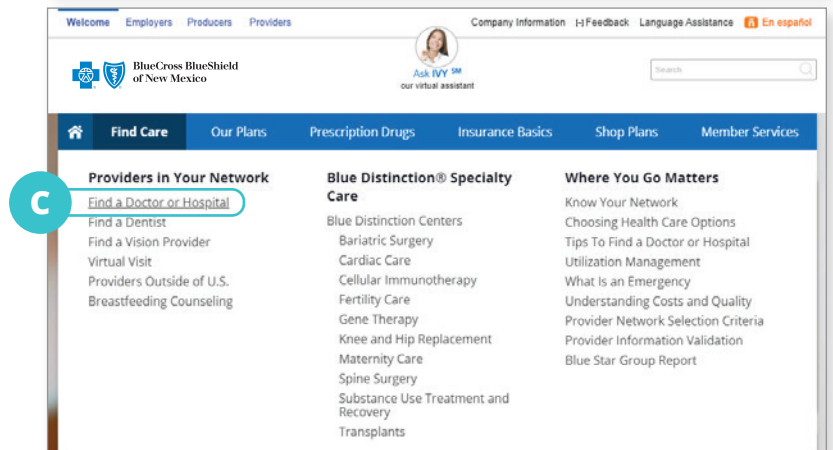 Welcome Employers Producers Providers Company Information [-] Feedback Language Assistance En español
BlueCross BlueShield
of New Mexico
Ask IVY SM
our virtual assistant
Search
Find Care Our Plans Prescription Drugs Insurance Basics Shop Plans Member Services
C
Providers in Your Network
Find a Doctor or Hospital
Find a Dentist
Find a Vision Provider
Virtual Visit
Providers Outside of U.S.
Breastfeeding Counseling
Blue Distinction® Specialty
Care
Blue Distinction Centers
Bariatric Surgery
Cardiac Care
Cellular Immunotherapy
Fertility Care
Gene Therapy
Knee and Hip Replacement
Maternity Care
Spine Surgery
Substance Use Treatment and
Recovery
Transplants
Where You Go Matters
Know Your Network
Choosing Health Care Options
Tips To Find a Doctor or Hospital
Utilization Management
What Is an Emergency
Understanding Costs and Quality
Provider Network Selection Criteria
Provider Information Validation
Blue Star Group Report